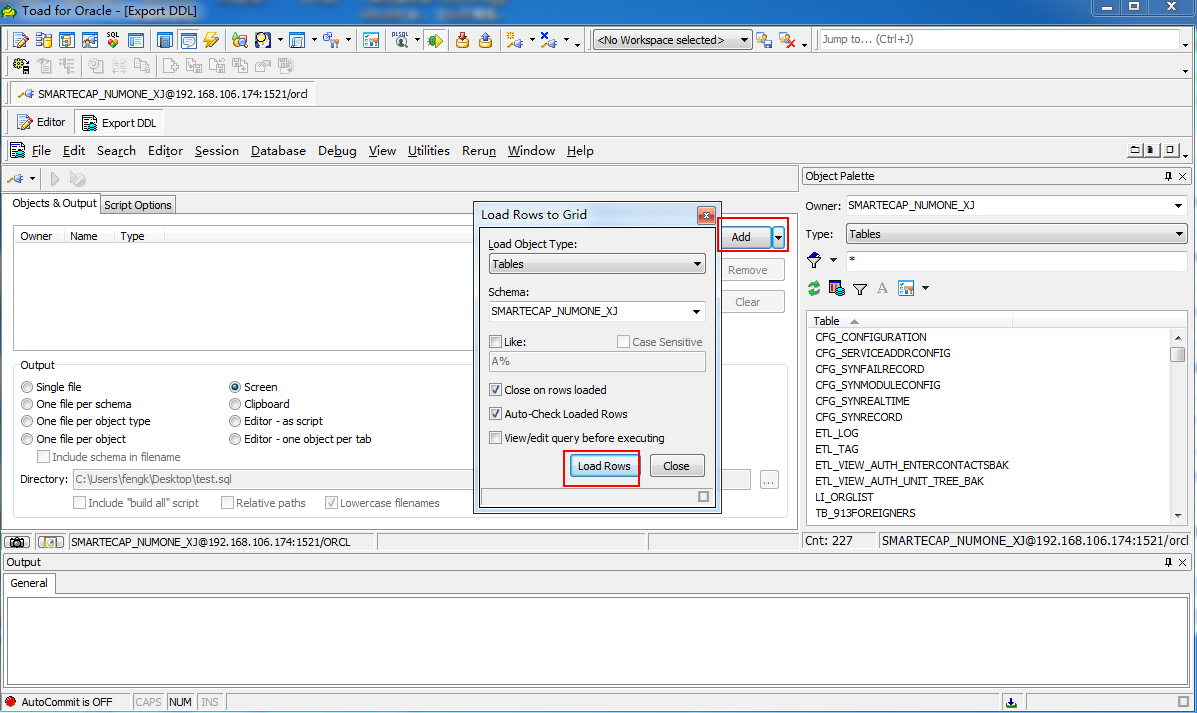 Toad for Oracle - [Export DDL]
SQL
<No Workspace selected>
Jump to... (Ctrl+J)
SMARTECAP_NUMONE_XJ@192.168.106.174:1521/orcl
Editor
Export DDL
File Edit Search Editor Session Database Debug View Utilities Rerun Window Help
Objects & Output
Script Options
Owner Name Type
Add
Remove
Clear
Output
Single file
One file per schema
One file per object type
One file per object
Include schema in filename
Screen
Clipboard
Editor - as script
Editor - one object per tab
Directory: C:\Users\fengk\Desktop\test.sql
...
Include "build all" script
Relative paths
Lowercase filenames
Load Rows to Grid
Load Object Type:
Tables
Schema:
SMARTECAP_NUMONE_XJ
Like:
Case Sensitive
A%
Close on rows loaded
Auto-Check Loaded Rows
View/edit query before executing
Load Rows
Close
Object Palette
Owner: SMARTECAP_NUMONE_XJ
Type: Tables
*
A
Table
CFG_CONFIGURATION
CFG_SERVICEADDRCONFIG
CFG_SYNFAILRECORD
CFG_SYNMODULECONFIG
CFG_SYNREALTIME
CFG_SYNRECORD
ETL_LOG
ETL_TAG
ETL_VIEW_AUTH_ENTERCONTACTSBAK
ETL_VIEW_AUTH_UNIT_TREE_BAK
LI_ORGLIST
TB_913FOREIGNERS
SMARTECAP_NUMONE_XJ@192.168.106.174:1521/ORCL
Cnt: 227
SMARTECAP_NUMONE_XJ@192.168.106.174:1521/orcl
Output
General
AutoCommit is OFF
CAPS
NUM
INS